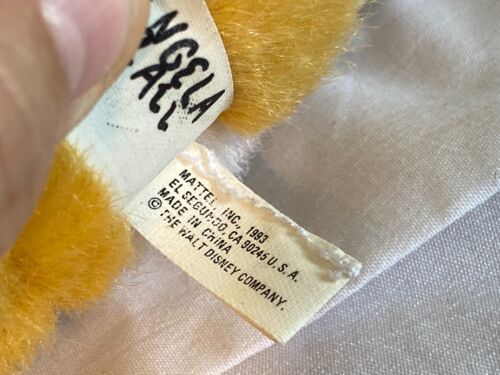 ANGELA
MATTEL, INC., 1993
EL SEGUNDO, CA 90245 U.S.A.
MADE IN CHINA
© THE WALT DISNEY COMPANY.